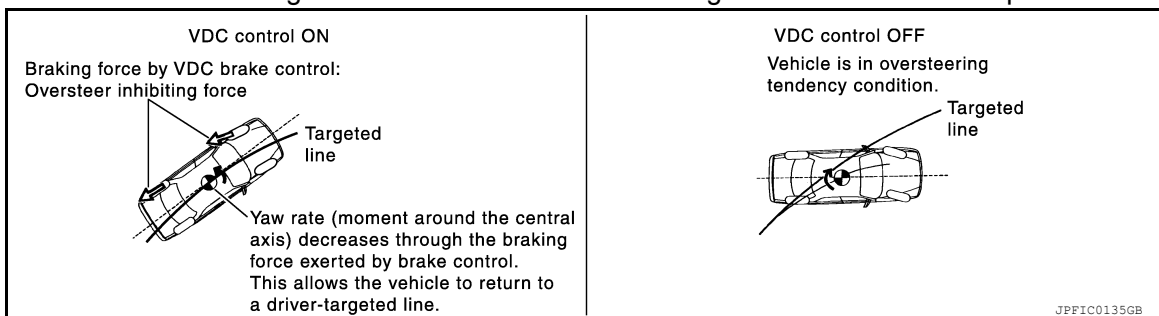 VDC control ON
Braking force by VDC brake control:
Oversteer inhibiting force
Targeted
line
Yaw rate (moment around the central
axis) decreases through the braking
force exerted by brake control.
This allows the vehicle to return to
a driver-targeted line.
VDC control OFF
Vehicle is in oversteering
tendency condition.
Targeted
line
JPFIC0135GB